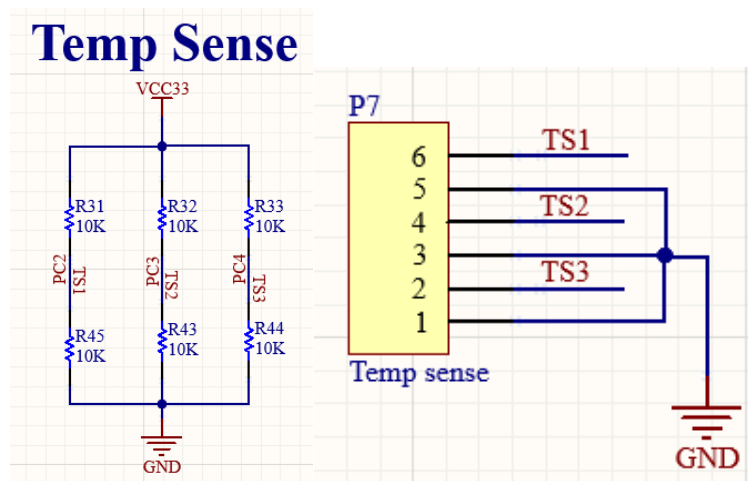 Temp Sense
VCC33
R31
10K
R32
10K
R33
10K
PC2
TS1
PC3
TS2
PC4
TS3
R45
10K
R43
10K
R44
10K
GND
P7
6
TS1
5
4
TS2
3
2
TS3
1
Temp sense
GND